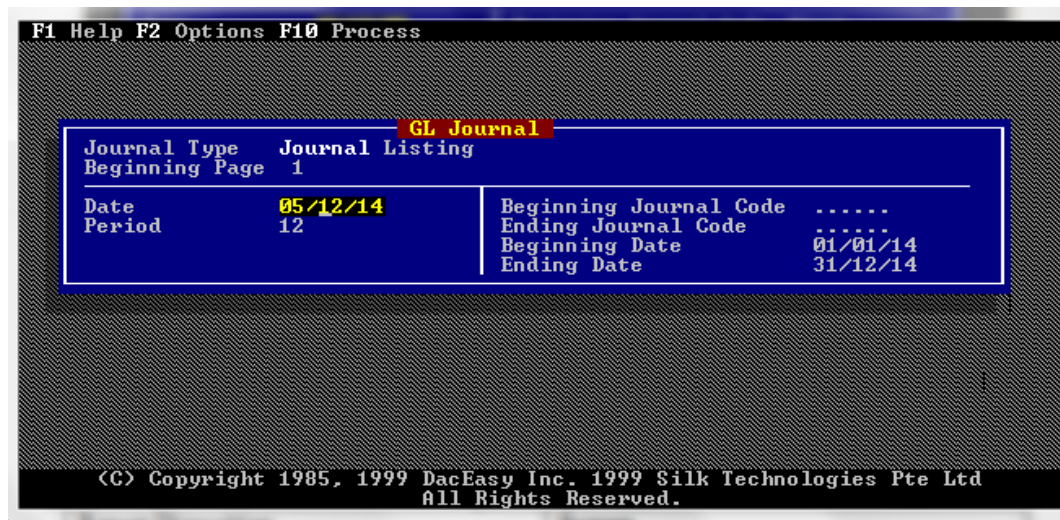 F1 Help F2 Options F10 Process
GL Journal
Journal Type Journal Listing
Beginning Page 1
Date 05/12/14
Period 12
Beginning Journal Code ......
Ending Journal Code ......
Beginning Date 01/01/14
Ending Date 31/12/14
(C) Copyright 1985, 1999 DacEasy Inc. 1999 Silk Technologies Pte Ltd
All Rights Reserved.